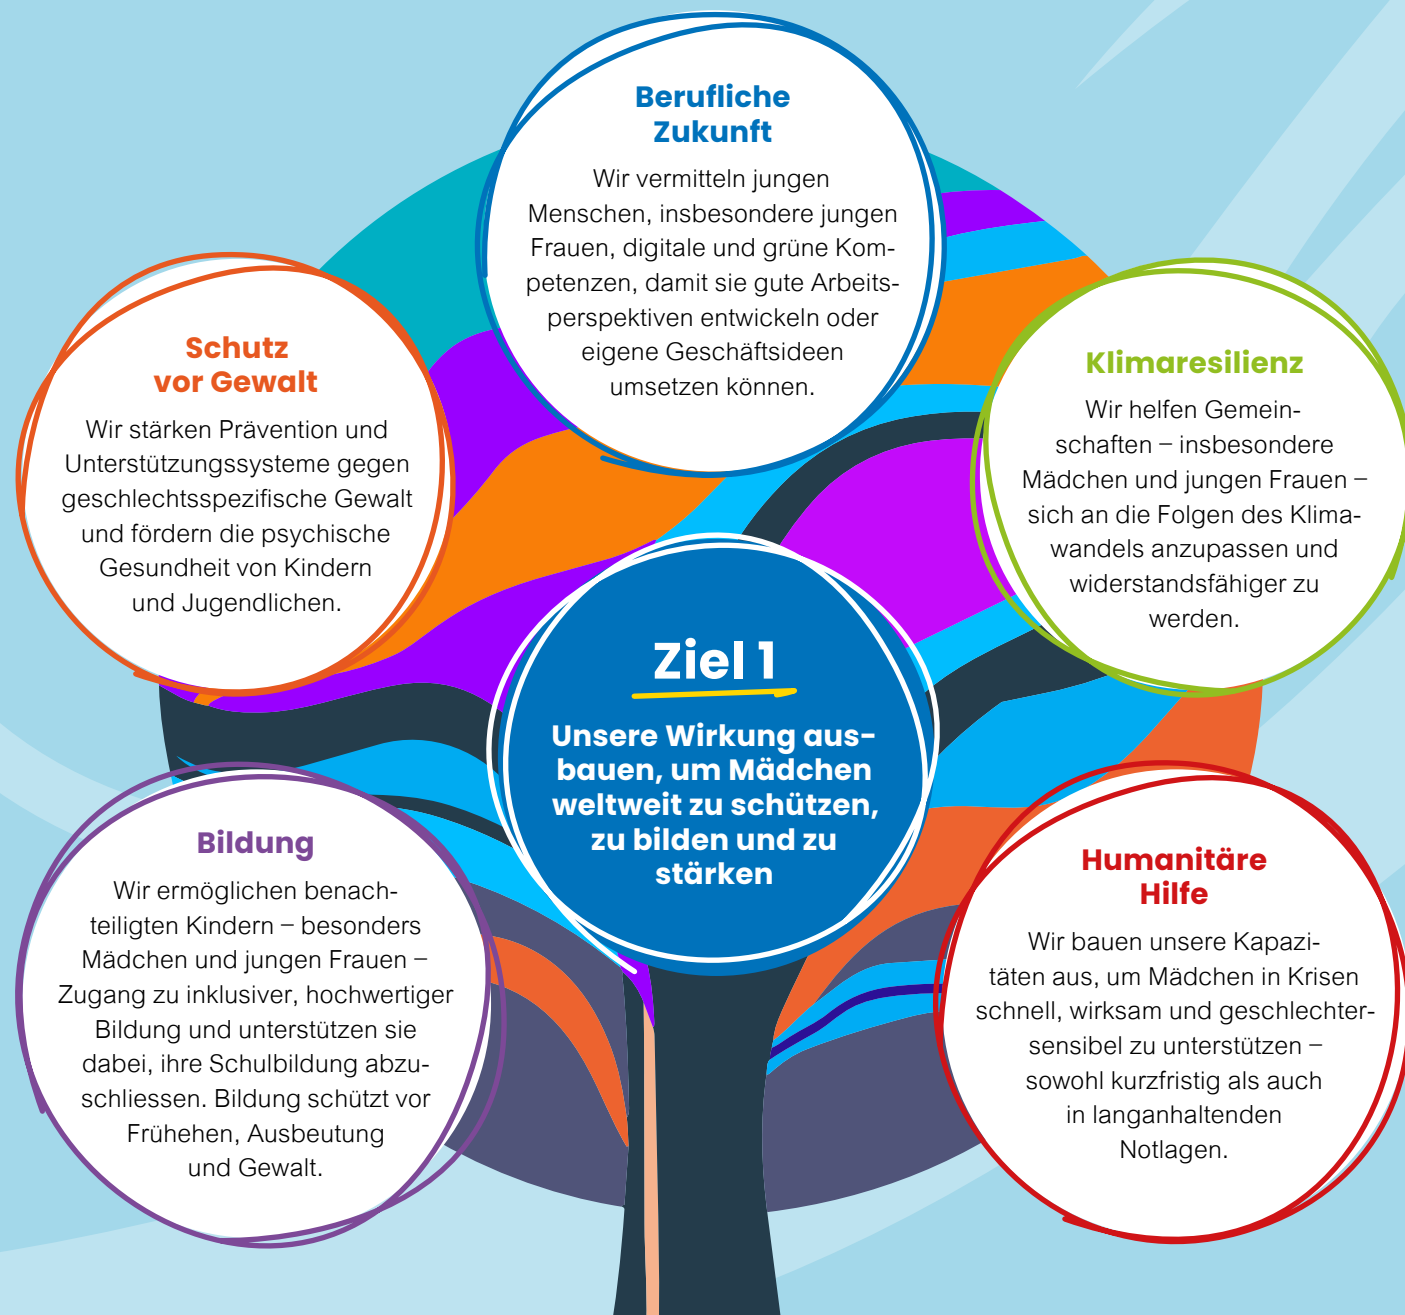 Berufliche
Zukunft
Wir vermitteln jungen
Menschen, insbesondere jungen
Frauen, digitale und grüne Kom-
petenzen, damit sie gute Arbeits-
perspektiven entwickeln oder
eigene Geschäftsideen
umsetzen können.
Schutz
vor Gewalt
Wir stärken Prävention und
Unterstützungssysteme gegen
geschlechtsspezifische Gewalt
und fördern die psychische
Gesundheit von Kindern
und Jugendlichen.
Klimaresilienz
Wir helfen Gemein-
schaften – insbesondere
Mädchen und jungen Frauen –
sich an die Folgen des Klima-
wandels anzupassen und
widerstandsfähiger zu
werden.
Ziel 1
Unsere Wirkung aus-
bauen, um Mädchen
weltweit zu schützen,
zu bilden und zu
stärken
Bildung
Wir ermöglichen benach-
teiligten Kindern – besonders
Mädchen und jungen Frauen –
Zugang zu inklusiver, hochwertiger
Bildung und unterstützen sie
dabei, ihre Schulbildung abzu-
schliessen. Bildung schützt vor
Frühehen, Ausbeutung
und Gewalt.
Humanitäre
Hilfe
Wir bauen unsere Kapazi-
täten aus, um Mädchen in Krisen
schnell, wirksam und geschlechter-
sensibel zu unterstützen –
sowohl kurzfristig als auch
in langanhaltenden
Notlagen.